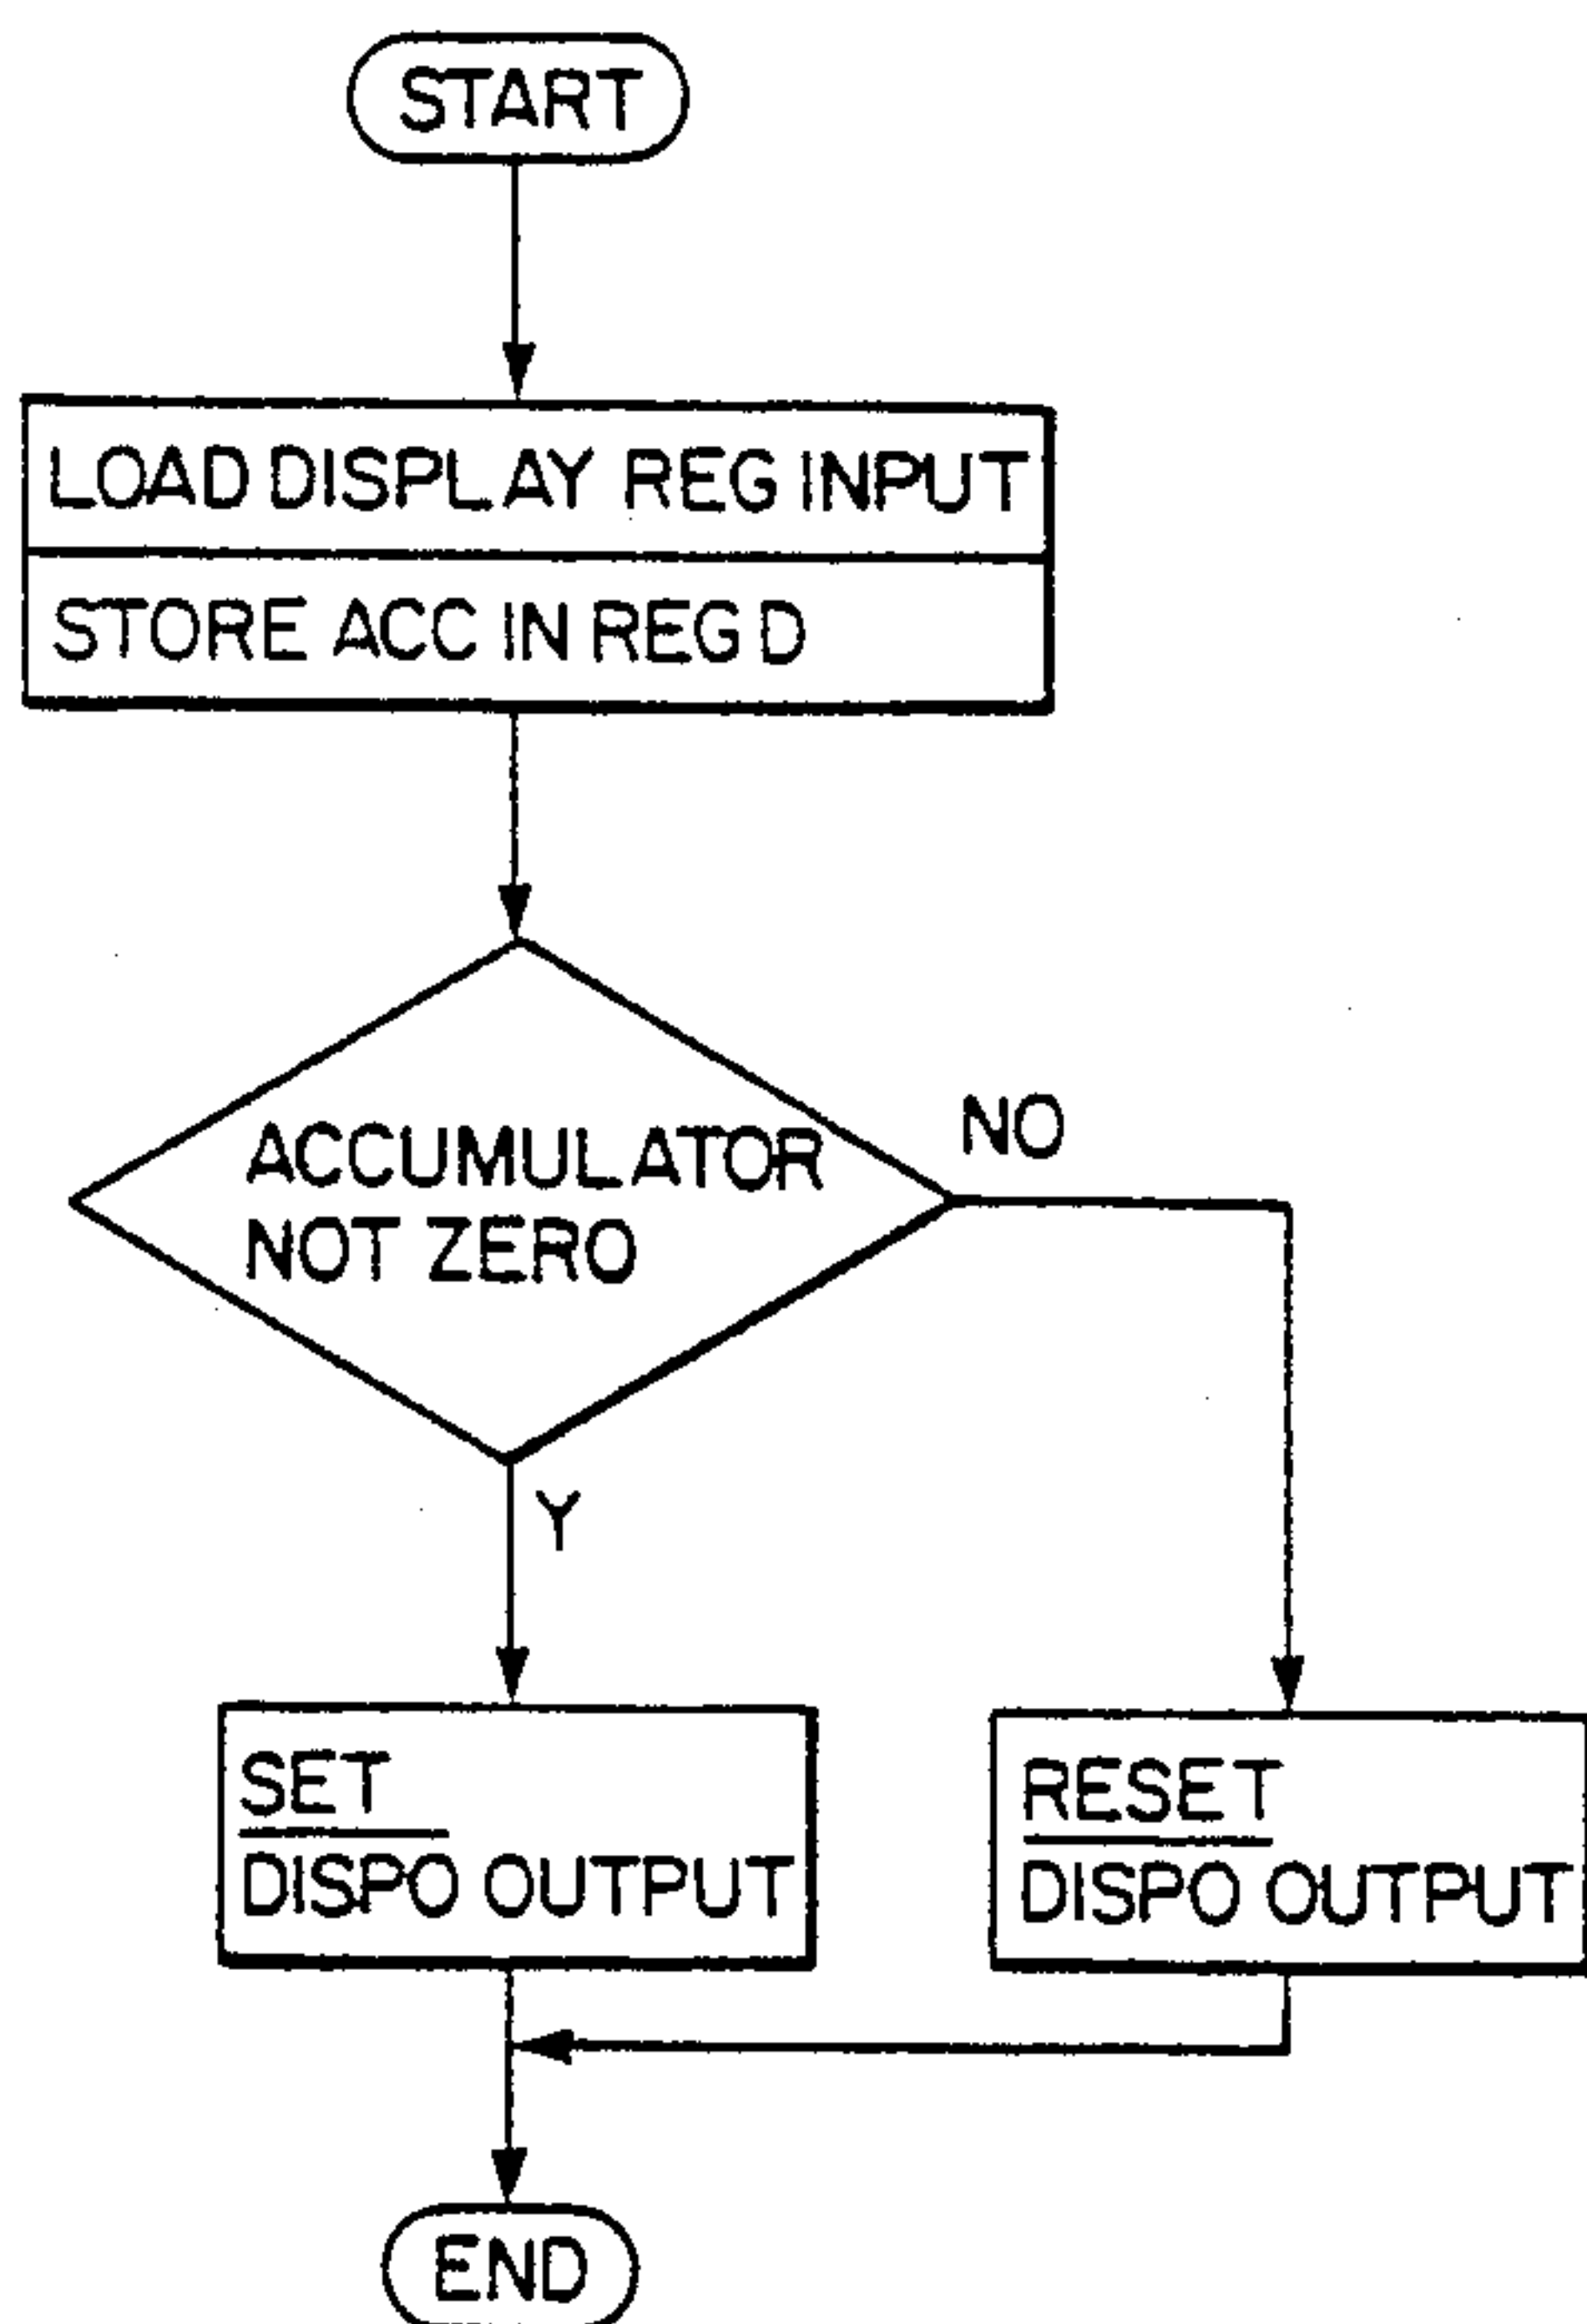 START
LOAD DISPLAY REG INPUT
STORE ACC IN REG D
ACCUMULATOR
NOT ZERO
NO
Y
SET
DISPO OUTPUT
RESET
DISPO OUTPUT
END